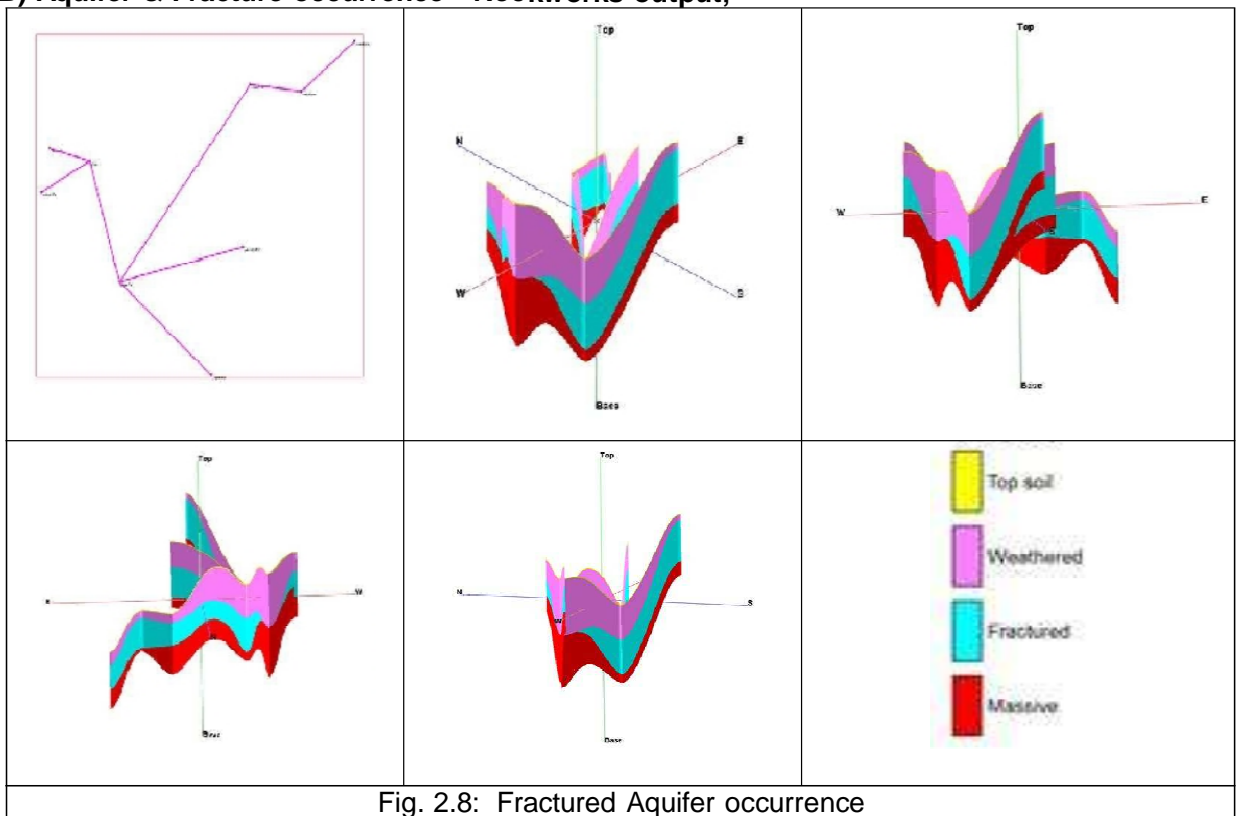 Aquifer & Fracture occurrence - Rockworks output;
Top
N
E
W
S
Base
Top
W
E
S
Base
Top
W
N
Base
Top
N
S
W
Base
Top soil
Weathered
Fractured
Massive
Fig. 2.8: Fractured Aquifer occurrence